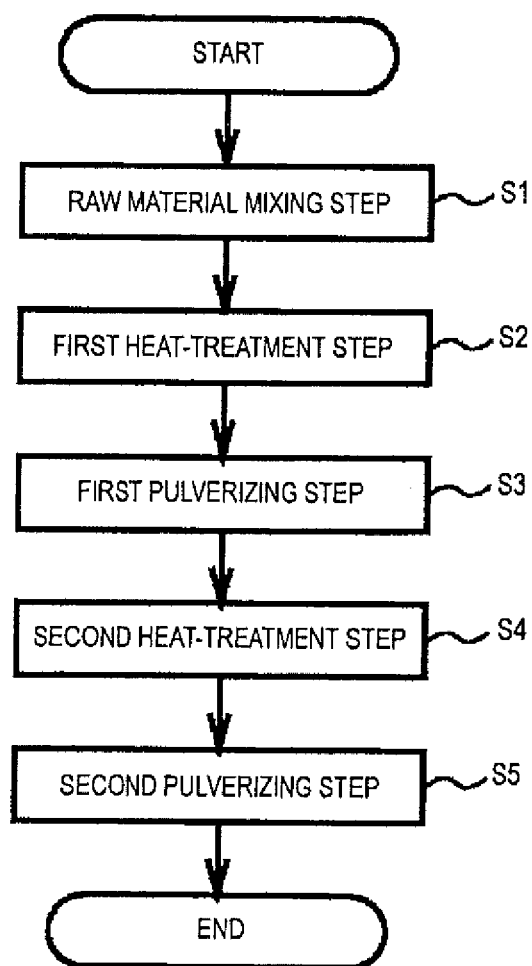 START
RAW MATERIAL MIXING STEP S1
FIRST HEAT-TREATMENT STEP S2
FIRST PULVERIZING STEP S3
SECOND HEAT-TREATMENT STEP S4
SECOND PULVERIZING STEP S5
END